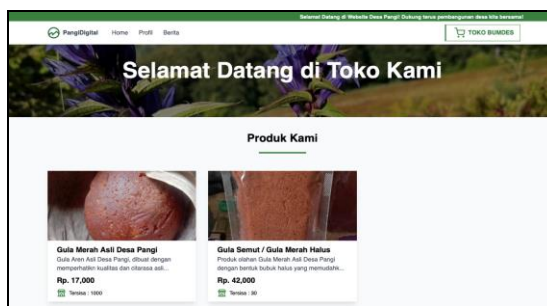 Selamat Datang di Website Desa Pangi! Dukung terus pembangunan desa kita bersama!
PangiDigital Home Profil Berita TOKO BUMDES
Selamat Datang di Toko Kami
Produk Kami
Gula Merah Asli Desa Pangi
Gula Aren Asli Desa Pangi, dibuat dengan
memperhatikn kualitas dan citarasa asli...
Rp. 17,000
Tersisa : 1000
Gula Semut / Gula Merah Halus
Produk olahan Gula Merah Asli Desa Pangi
dengan bentuk bubuk halus yang memudahk...
Rp. 42,000
Tersisa : 30